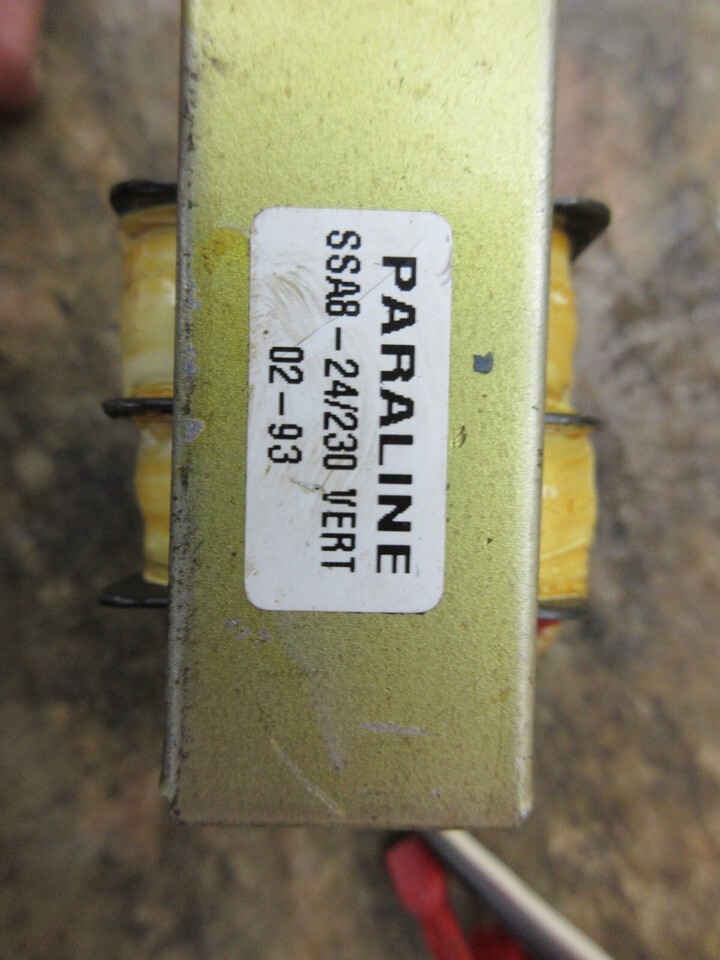 PARALINE
SSA8-24/230 VERT
02-93